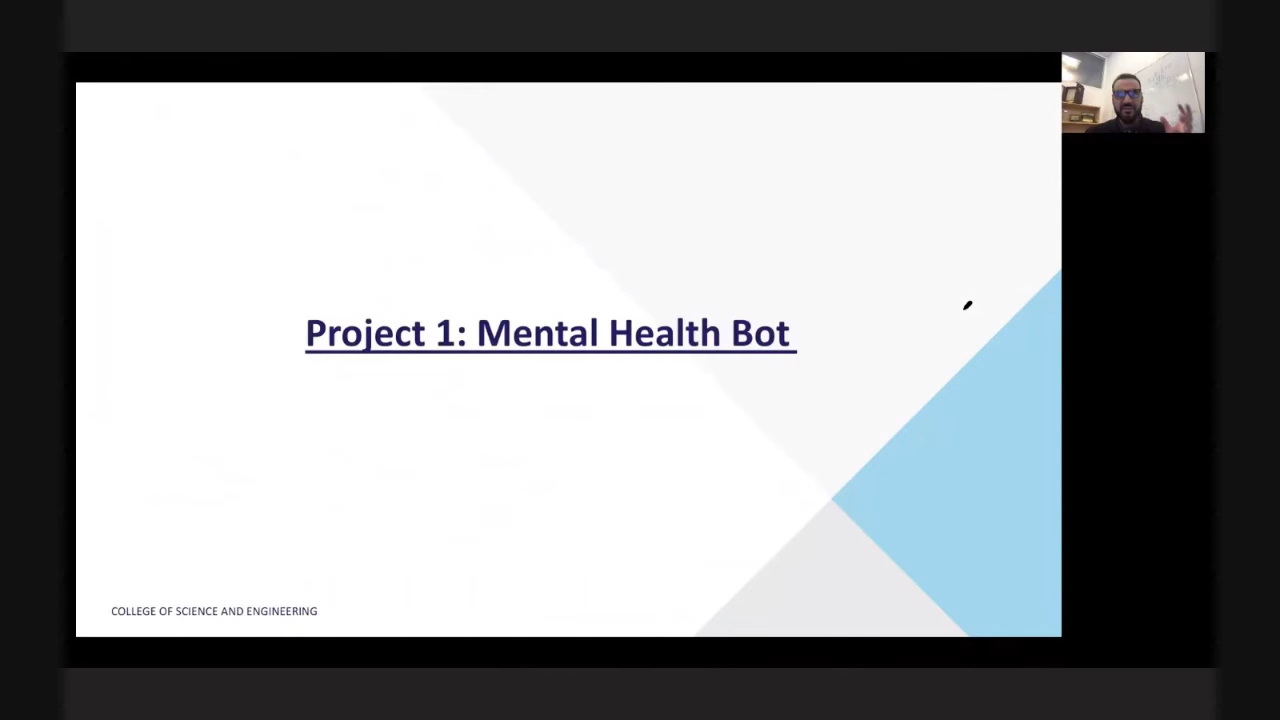 Project 1: Mental Health Bot
COLLEGE OF SCIENCE AND ENGINEERING